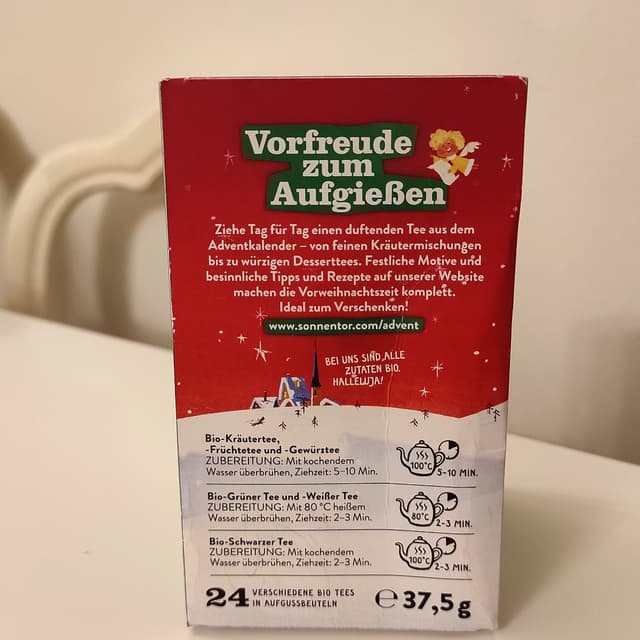 Vorfreude
zum
Aufgießen
Ziehe Tag für Tag einen duftenden Tee aus dem
Adventkalender – von feinen Kräutermischungen
bis zu würzigen Desserttees. Festliche Motive und
besinnliche Tipps und Rezepte auf unserer Website
machen die Vorweihnachtszeit komplett.
Ideal zum Verschenken!
www.sonnentor.com/advent
BEI UNS SIND ALLE
ZUTATEN BIO.
HALLELUJA!
Bio-Kräutertee,
-Früchtetee und -Gewürztee
ZUBEREITUNG: Mit kochendem
Wasser überbrühen, Ziehzeit: 5–10 Min.
100°C
5-10 MIN.
Bio-Grüner Tee und -Weißer Tee
ZUBEREITUNG: Mit 80 °C heißem
Wasser überbrühen, Ziehzeit: 2–3 Min.
80°C
2-3 MIN.
Bio-Schwarzer Tee
ZUBEREITUNG: Mit kochendem
Wasser überbrühen, Ziehzeit: 2–3 Min.
100°C
2-3 MIN.
24 VERSCHIEDENE BIO TEES
IN AUFGUSSBEUTELN
℮ 37,5g